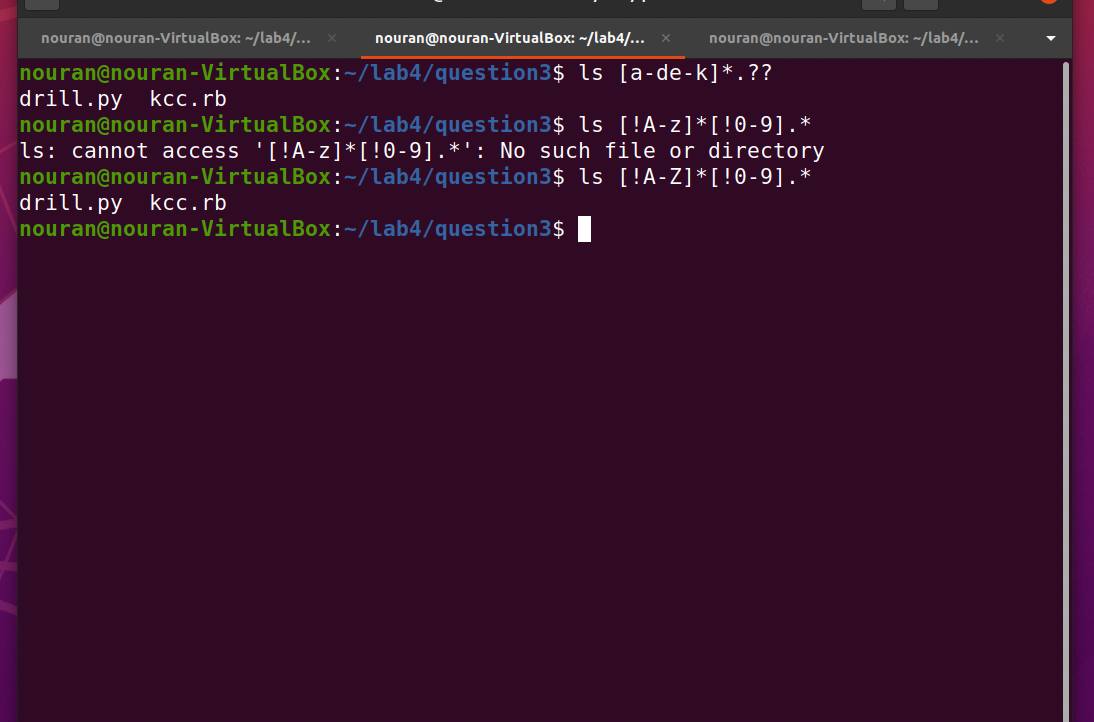 nouran@nouran-VirtualBox: ~/lab4/... × nouran@nouran-VirtualBox: ~/lab4/... × nouran@nouran-VirtualBox: ~/lab4/... ×
nouran@nouran-VirtualBox:~/lab4/question3$ ls [a-de-k]*.??
drill.py  kcc.rb
nouran@nouran-VirtualBox:~/lab4/question3$ ls [!A-z]*[!0-9].*
ls: cannot access '[!A-z]*[!0-9].*': No such file or directory
nouran@nouran-VirtualBox:~/lab4/question3$ ls [!A-Z]*[!0-9].*
drill.py  kcc.rb
nouran@nouran-VirtualBox:~/lab4/question3$